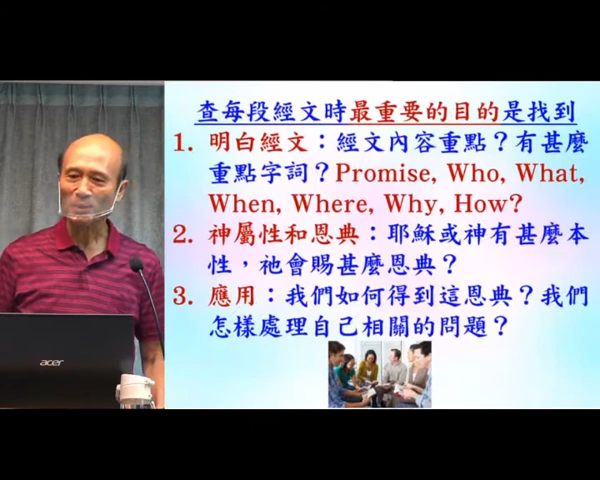 查每段經文時最重要的目的是找到
1. 明白經文：經文內容重點？有甚麼
重點字詞？Promise, Who, What,
When, Where, Why, How?
2. 神屬性和恩典：耶穌或神有甚麼本
性，祂會賜甚麼恩典？
3. 應用：我們如何得到這恩典？我們
怎樣處理自己相關的問題？
acer